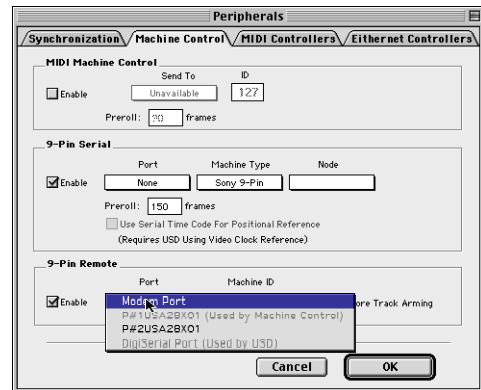 Peripherals
Synchronization Machine Control MIDI Controllers Eithernet Controllers
MIDI Machine Control
Send To ID
Enable Unavailable 127
Preroll: frames
9-Pin Serial
Port Machine Type Node
Enable None Sony 9-Pin
Preroll: 150 frames
Use Serial Time Code For Positional Reference
(Requires USD Using Video Clock Reference)
9-Pin Remote
Port Machine ID
Enable Modem Port ore Track Arming
P#1USA28X01 (Used by Machine Control)
P#2USA28X01
DigiSerial Port (Used by USD)
Cancel OK